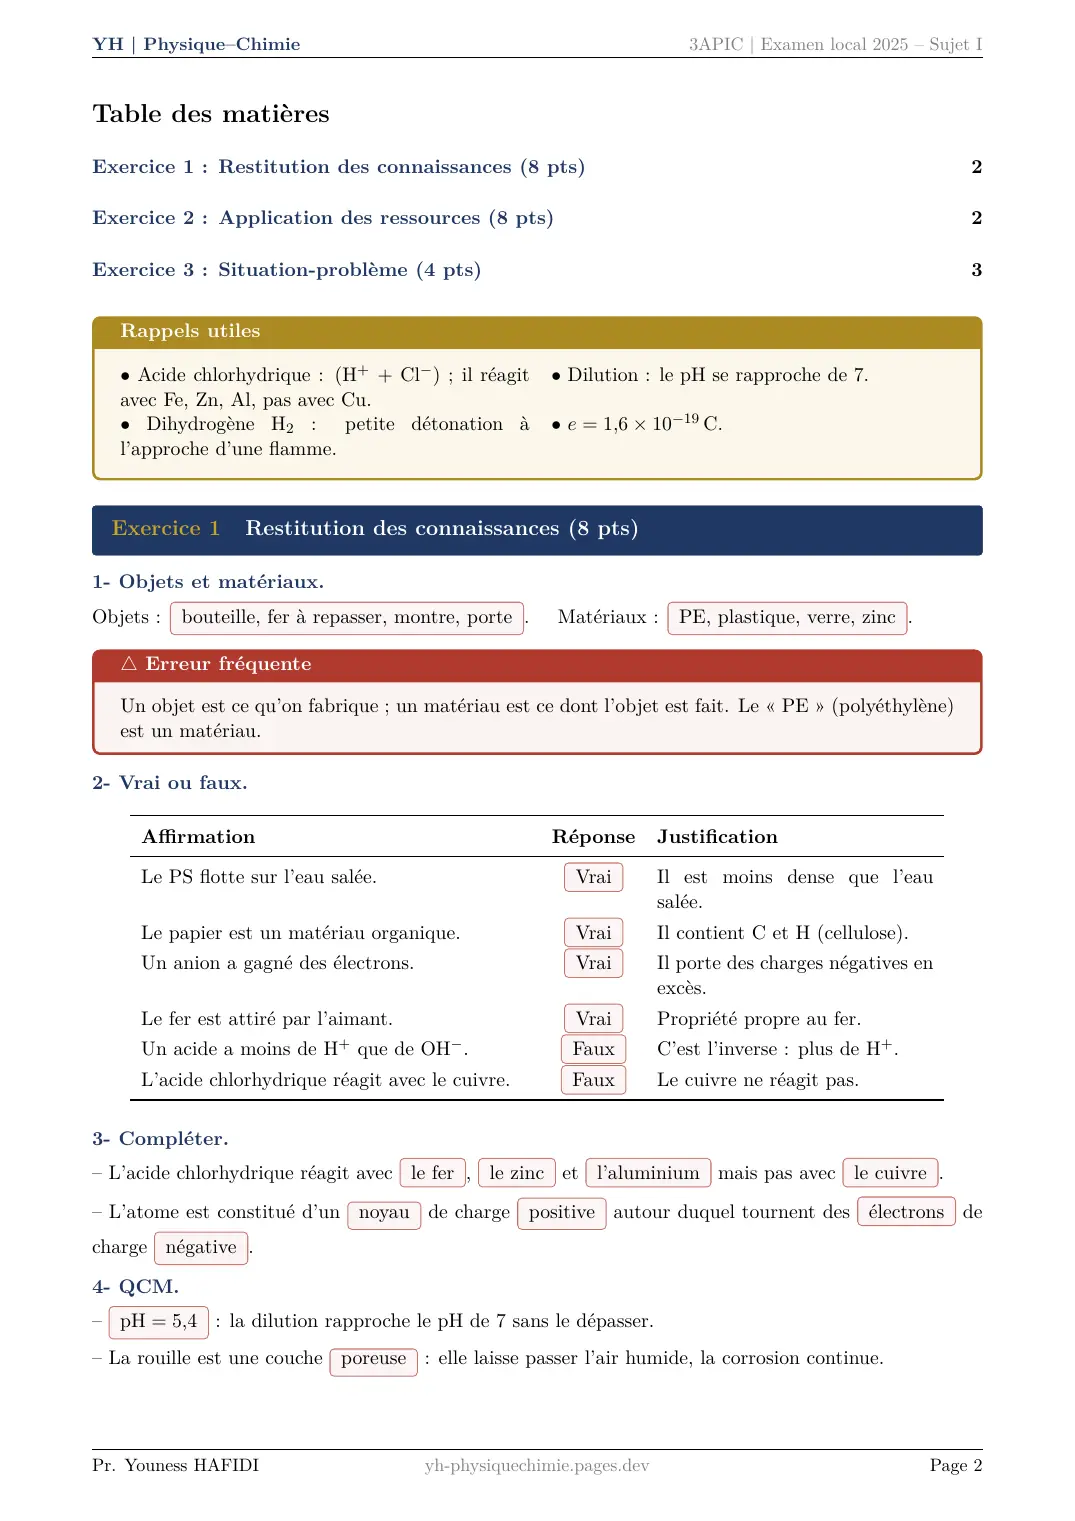 YH | Physique–Chimie 3APIC | Examen local 2025 – Sujet I
Table des matières
Exercice 1 : Restitution des connaissances (8 pts) 2
Exercice 2 : Application des ressources (8 pts) 2
Exercice 3 : Situation-problème (4 pts) 3
Rappels utiles
• Acide chlorhydrique : (H⁺ + Cl⁻) ; il réagit
avec Fe, Zn, Al, pas avec Cu.
• Dihydrogène H₂ : petite détonation à
l'approche d'une flamme.
• Dilution : le pH se rapproche de 7.
• e = 1,6 × 10⁻¹⁹ C.
Exercice 1 Restitution des connaissances (8 pts)
1- Objets et matériaux.
Objets : bouteille, fer à repasser, montre, porte. Matériaux : PE, plastique, verre, zinc.
△ Erreur fréquente
Un objet est ce qu'on fabrique ; un matériau est ce dont l'objet est fait. Le « PE » (polyéthylène)
est un matériau.
2- Vrai ou faux.
Affirmation Réponse Justification
Le PS flotte sur l'eau salée. Vrai Il est moins dense que l'eau
salée.
Le papier est un matériau organique. Vrai Il contient C et H (cellulose).
Un anion a gagné des électrons. Vrai Il porte des charges négatives en
excès.
Le fer est attiré par l'aimant. Vrai Propriété propre au fer.
Un acide a moins de H⁺ que de OH⁻. Faux C'est l'inverse : plus de H⁺.
L'acide chlorhydrique réagit avec le cuivre. Faux Le cuivre ne réagit pas.
3- Compléter.
– L'acide chlorhydrique réagit avec le fer, le zinc et l'aluminium mais pas avec le cuivre.
– L'atome est constitué d'un noyau de charge positive autour duquel tournent des électrons de
charge négative.
4- QCM.
– pH = 5,4 : la dilution rapproche le pH de 7 sans le dépasser.
– La rouille est une couche poreuse : elle laisse passer l'air humide, la corrosion continue.
Pr. Youness HAFIDI yh-physiquechimie.pages.dev Page 2